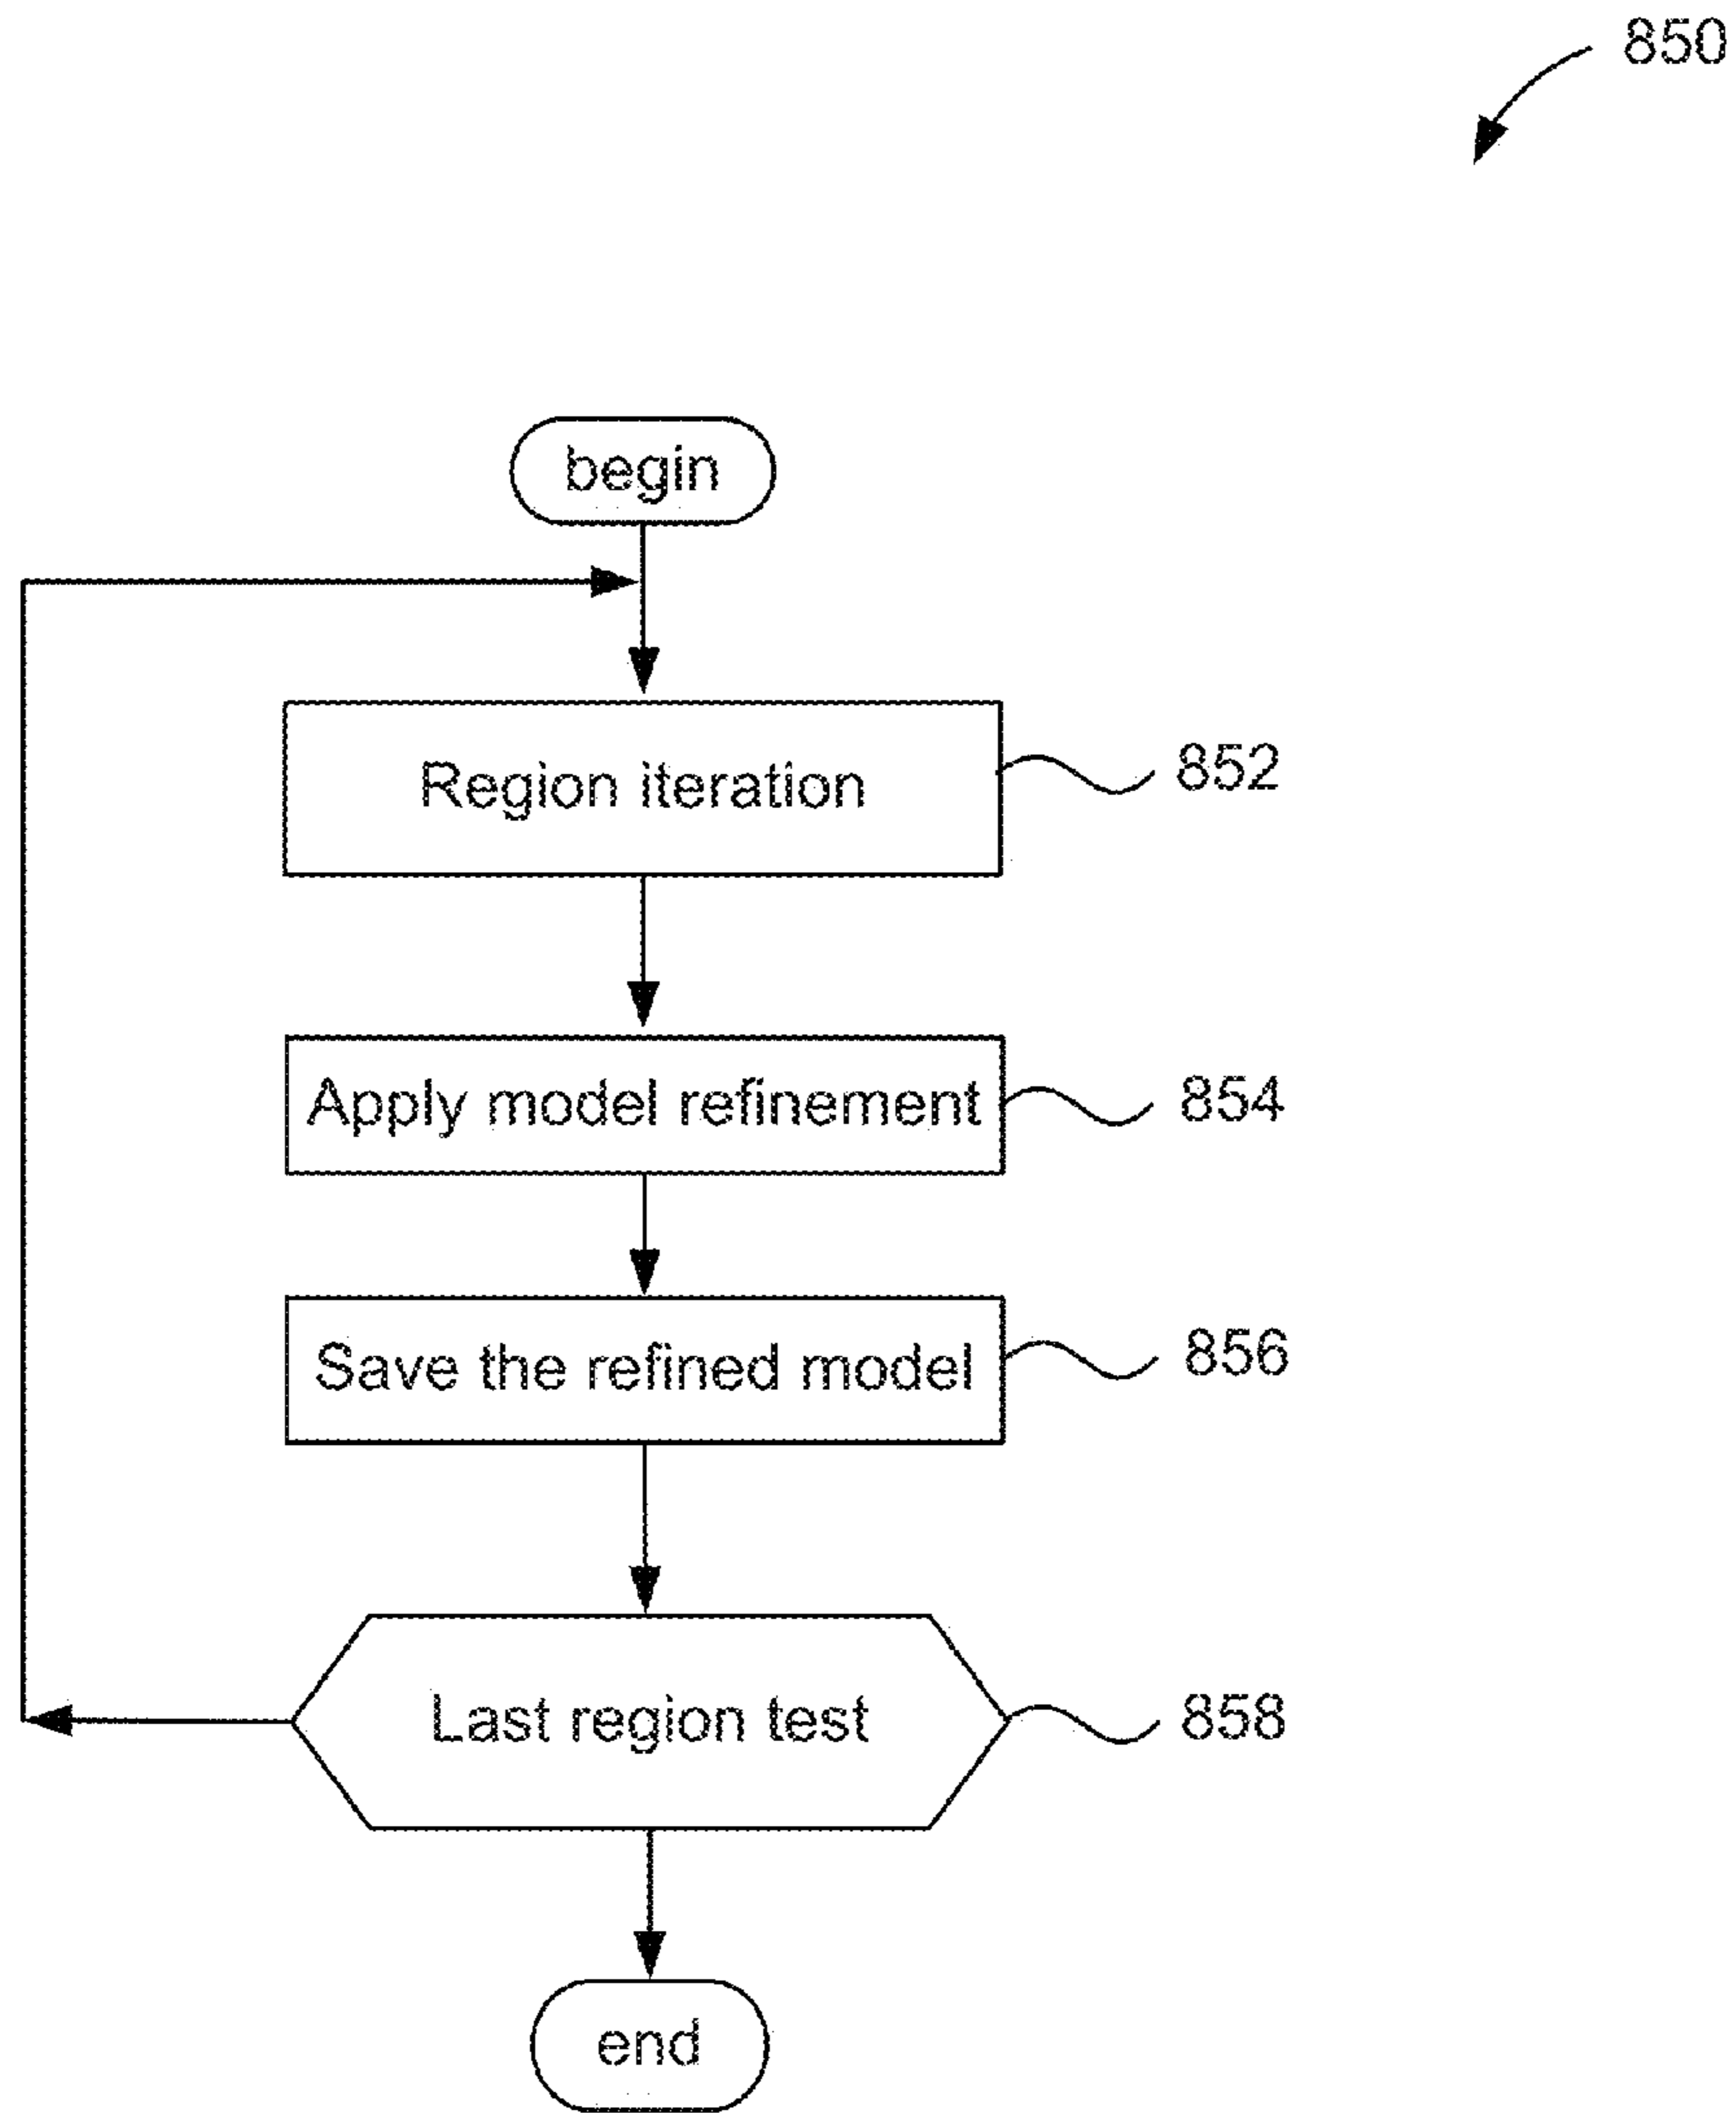 850
begin
Region iteration
852
Apply model refinement
854
Save the refined model
856
Last region test
858
end